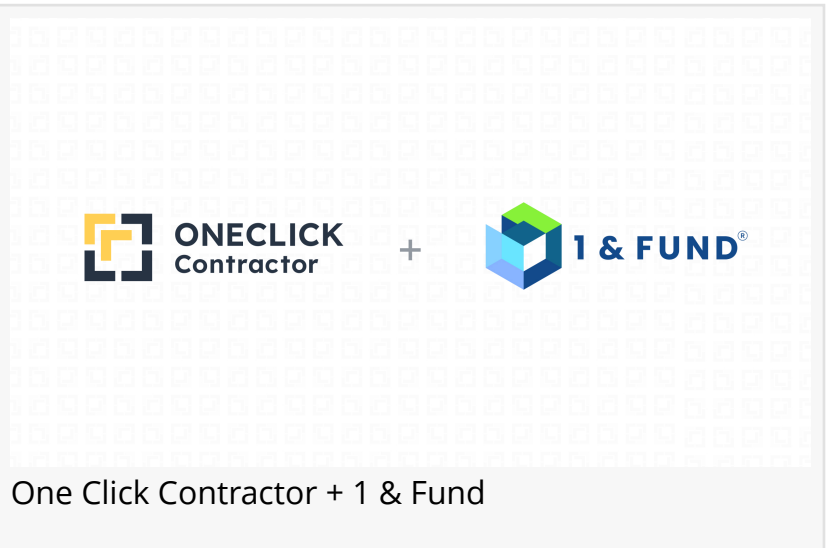 ONECLICK
Contractor
+
1 & FUND®
One Click Contractor + 1 & Fund